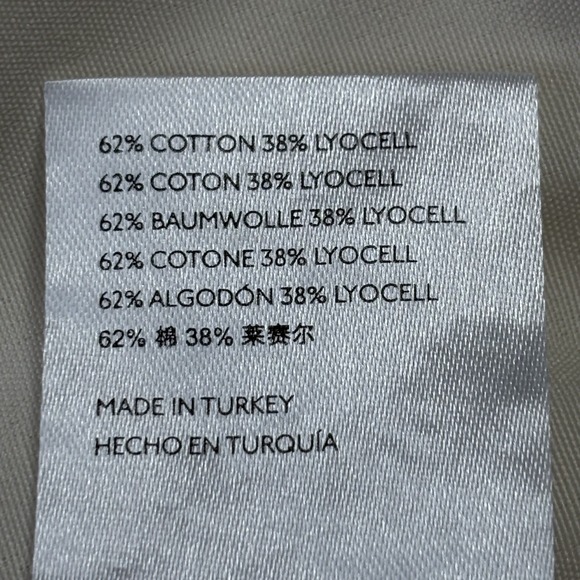 62% COTTON 38% LYOCELL
62% COTON 38% LYOCELL
62% BAUMWOLLE 38% LYOCELL
62% COTONE 38% LYOCELL
62% ALGODÓN 38% LYOCELL
62% 棉 38% 莱赛尔
MADE IN TURKEY
HECHO EN TURQUÍA